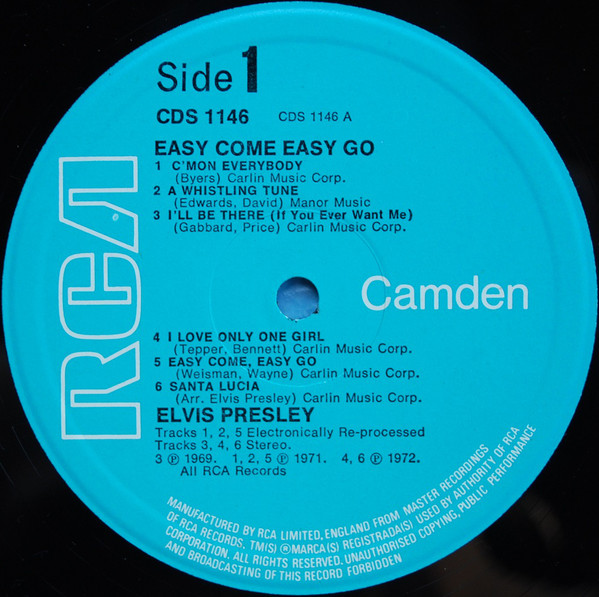 Side 1
CDS 1146 CDS 1146 A
EASY COME EASY GO
1 C'MON EVERYBODY
(Byers) Carlin Music Corp.
2 A WHISTLING TUNE
(Edwards, David) Manor Music
3 I'LL BE THERE (If You Ever Want Me)
(Gabbard, Price) Carlin Music Corp.
RCA
Camden
4 I LOVE ONLY ONE GIRL
(Tepper, Bennett) Carlin Music Corp.
5 EASY COME, EASY GO
(Weisman, Wayne) Carlin Music Corp.
6 SANTA LUCIA
(Arr. Elvis Presley) Carlin Music Corp.
ELVIS PRESLEY
Tracks 1, 2, 5 Electronically Re-processed
Tracks 3, 4, 6 Stereo.
3 ℗ 1969. 1, 2, 5 ℗ 1971. 4, 6 ℗ 1972.
All RCA Records
MANUFACTURED BY RCA LIMITED, ENGLAND FROM MASTER RECORDINGS
OF RCA RECORDS. TM(S) ® MARCA(S) REGISTRADA(S) USED BY AUTHORITY OF RCA
CORPORATION. ALL RIGHTS RESERVED. UNAUTHORISED COPYING, PUBLIC PERFORMANCE
AND BROADCASTING OF THIS RECORD FORBIDDEN